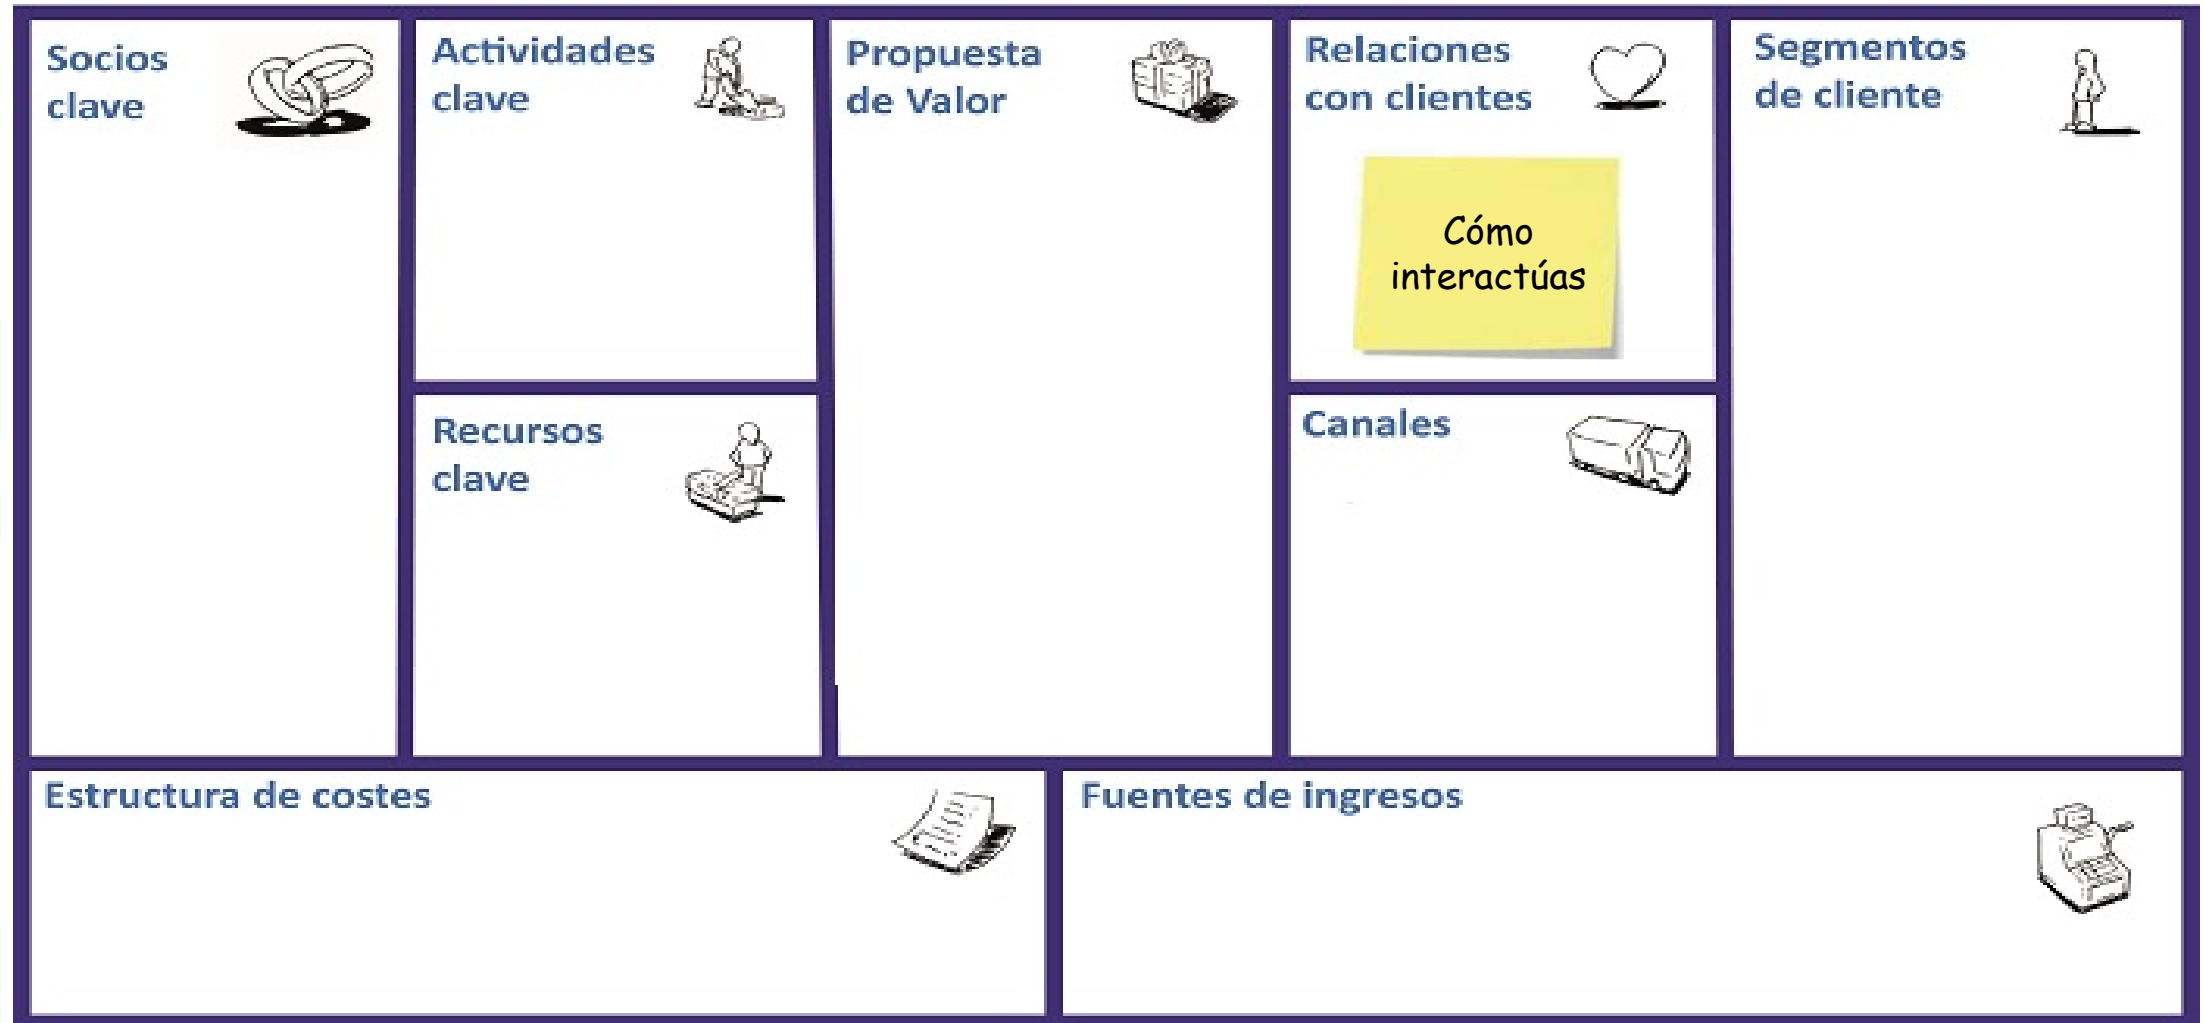 Socios
clave
Actividades
clave
Propuesta
de Valor
Relaciones
con clientes
Cómo
interactúas
Segmentos
de cliente
Recursos
clave
Canales
Estructura de costes
Fuentes de ingresos